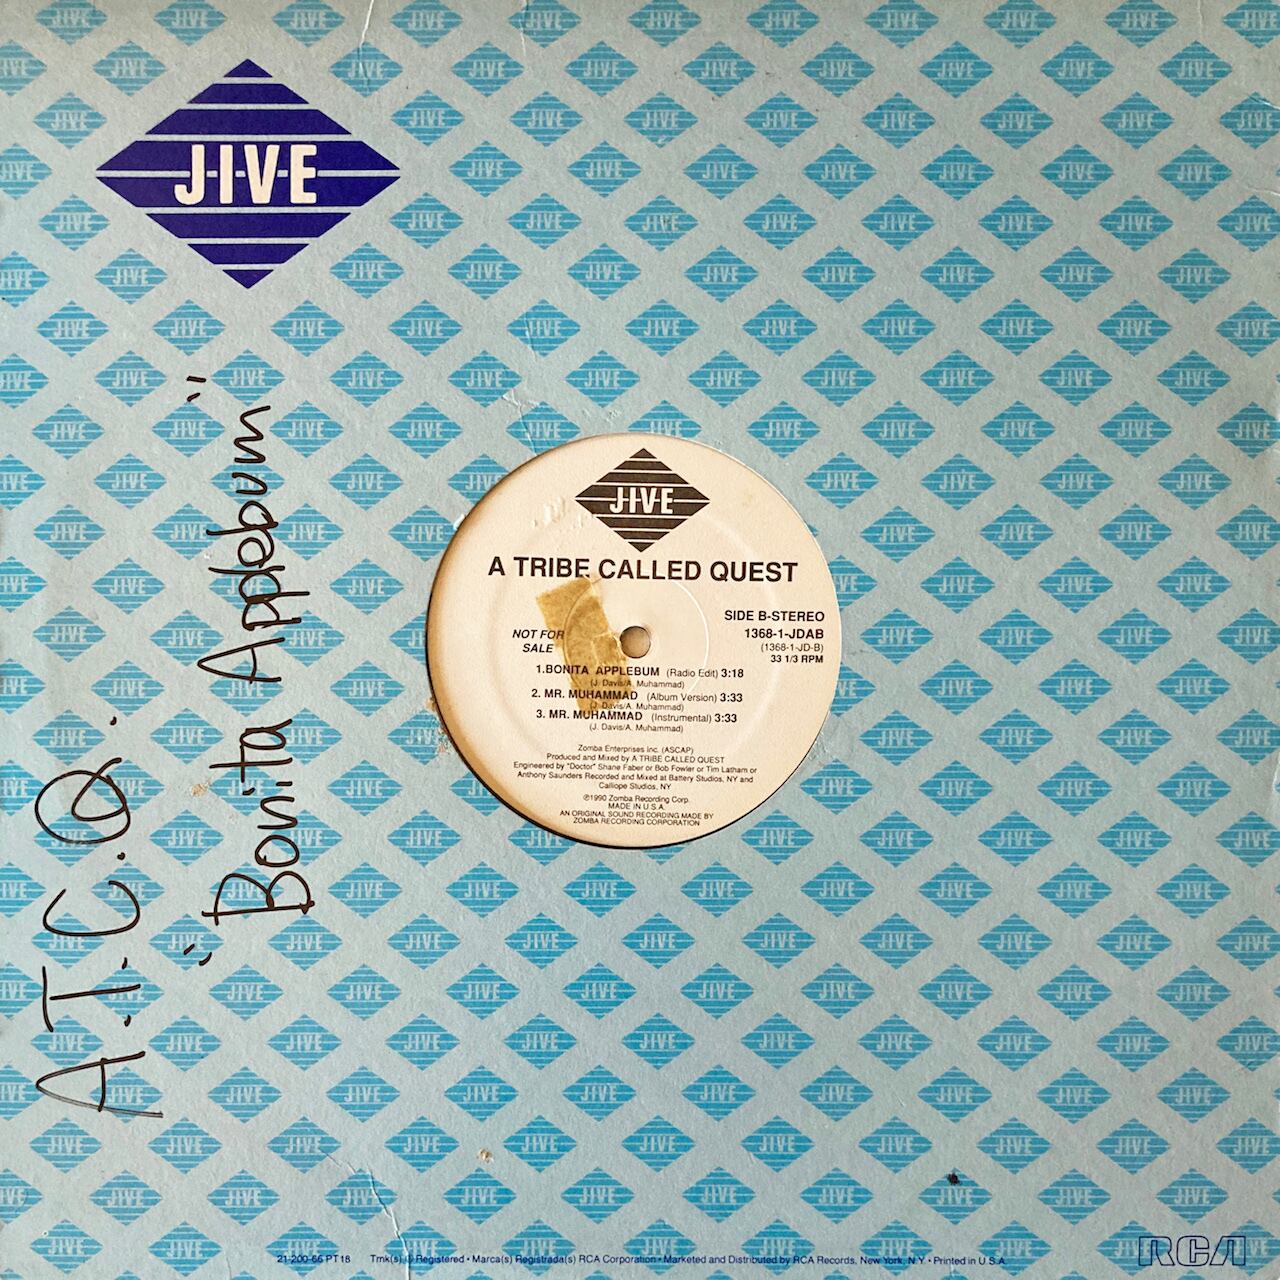 JIVE
A.T.C.Q.
"Bonita Applebum"
JIVE
A TRIBE CALLED QUEST
SIDE B-STEREO
NOT FOR
SALE
1368-1-JDAB
(1368-1-JD-B)
33 1/3 RPM
1.BONITA APPLEBUM (Radio Edit) 3:18
(J. Davis/A. Muhammad)
2. MR. MUHAMMAD (Album Version) 3:33
(J. Davis/A. Muhammad)
3. MR. MUHAMMAD (Instrumental) 3:33
(J. Davis/A. Muhammad)
Zomba Enterprises Inc. (ASCAP)
Produced and Mixed by A TRIBE CALLED QUEST
Engineered by "Doctor" Shane Faber or Bob Fowler or Tim Latham or
Anthony Saunders Recorded and Mixed at Battery Studios, NY and
Calliope Studios, NY
℗1990 Zomba Recording Corp.
MADE IN U.S.A.
AN ORIGINAL SOUND RECORDING MADE BY
ZOMBA RECORDING CORPORATION
21-200-66 PT18 Tmk(s) ® Registered • Marca(s) Registrada(s) RCA Corporation • Marketed and Distributed by RCA Records, New York, N.Y. • Printed in U.S.A.
RCA